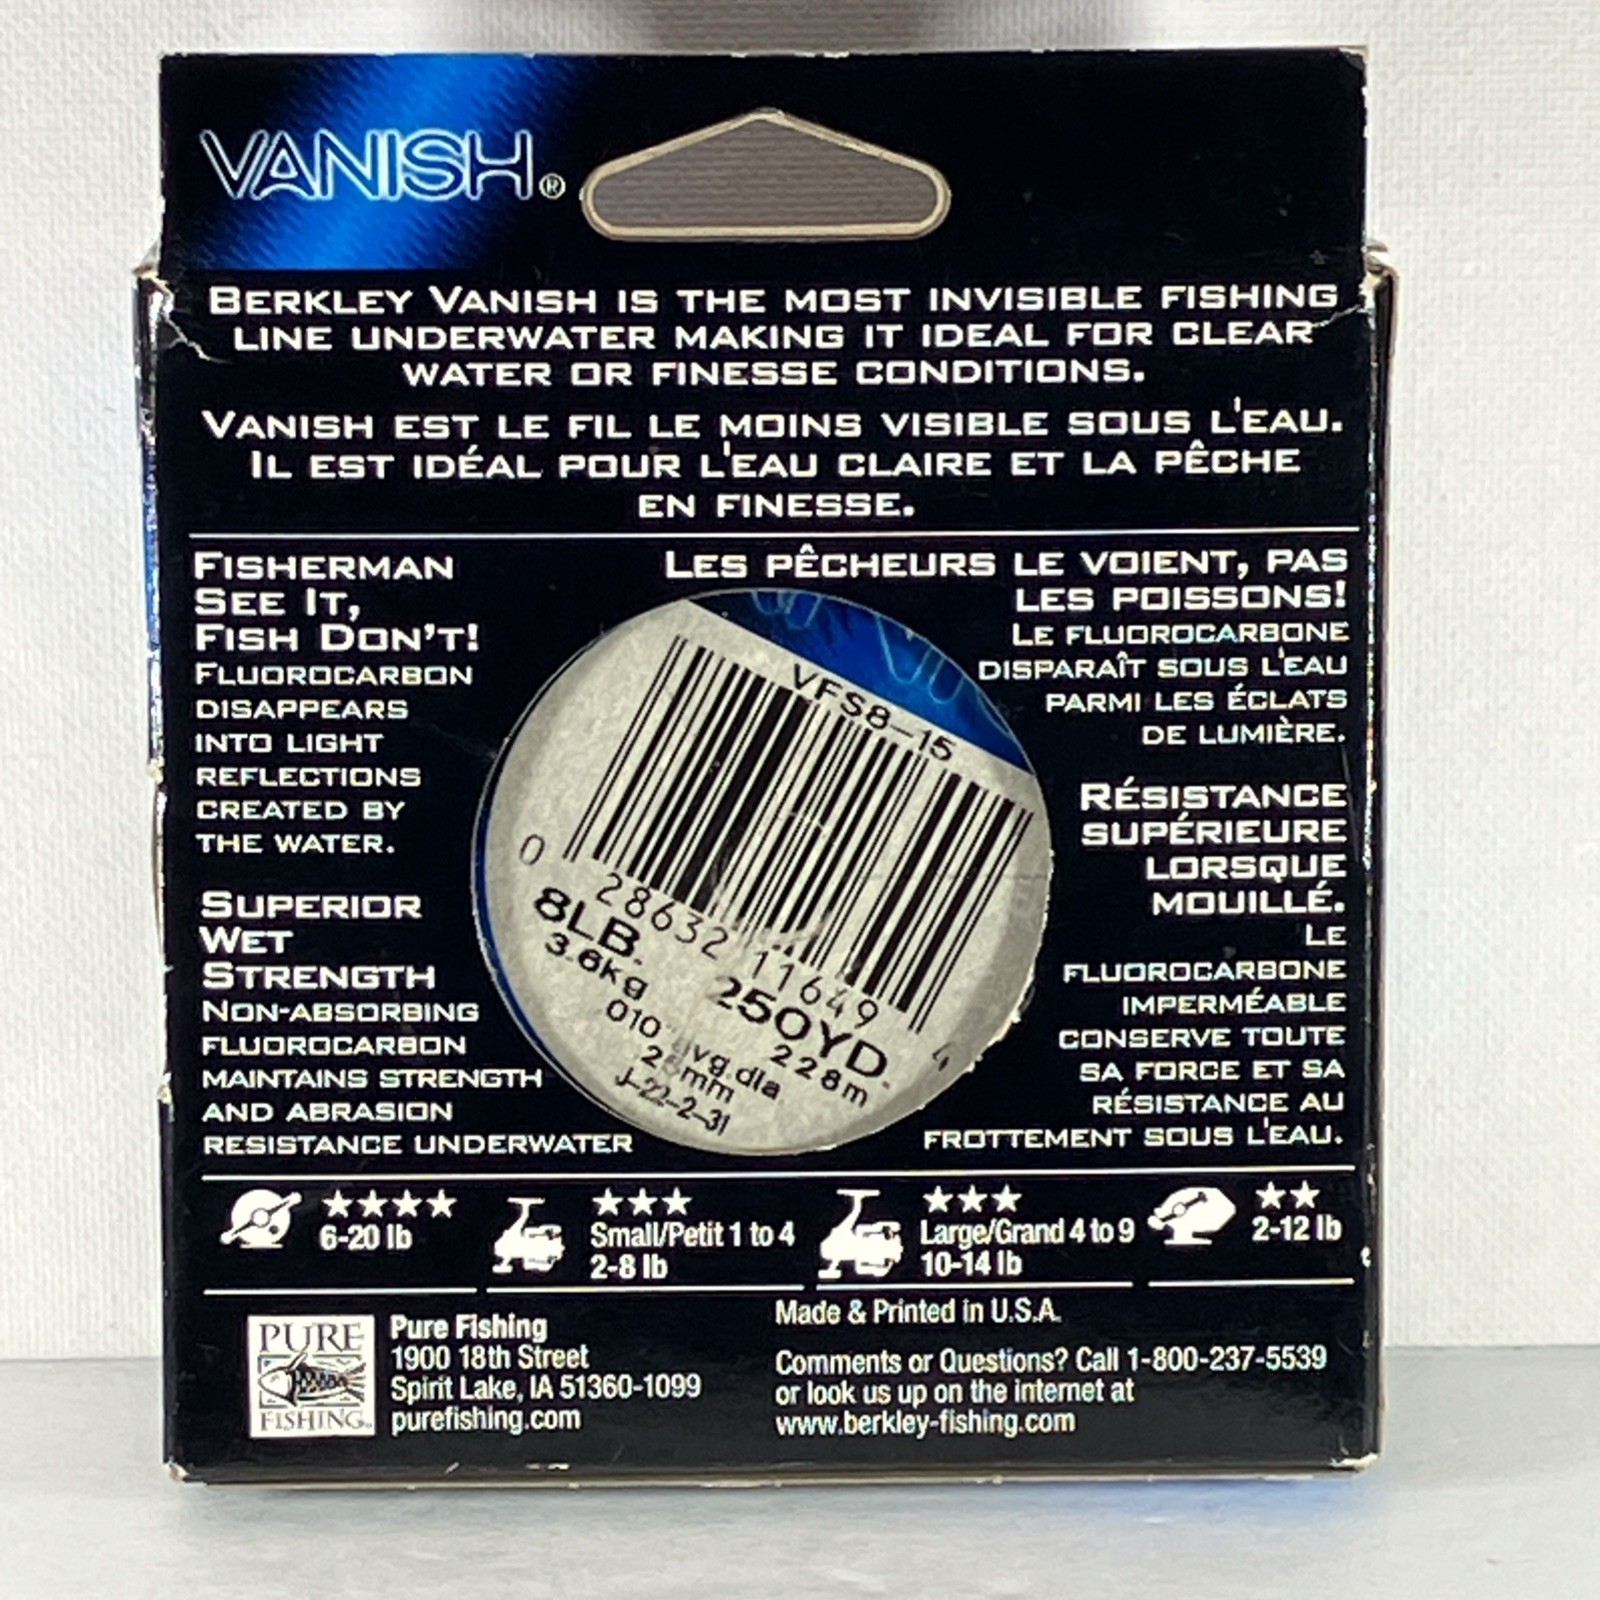 VANISH®
BERKLEY VANISH IS THE MOST INVISIBLE FISHING
LINE UNDERWATER MAKING IT IDEAL FOR CLEAR
WATER OR FINESSE CONDITIONS.
VANISH EST LE FIL LE MOINS VISIBLE SOUS L'EAU.
IL EST IDÉAL POUR L'EAU CLAIRE ET LA PÊCHE
EN FINESSE.
FISHERMAN
SEE IT,
FISH DON'T!
FLUOROCARBON
DISAPPEARS
INTO LIGHT
REFLECTIONS
CREATED BY
THE WATER.
SUPERIOR
WET
STRENGTH
NON-ABSORBING
FLUOROCARBON
MAINTAINS STRENGTH
AND ABRASION
RESISTANCE UNDERWATER
LES PÊCHEURS LE VOIENT, PAS
LES POISSONS!
LE FLUOROCARBONE
DISPARAÎT SOUS L'EAU
PARMI LES ÉCLATS
DE LUMIÈRE.
RÉSISTANCE
SUPÉRIEURE
LORSQUE
MOUILLÉ.
LE
FLUOROCARBONE
IMPERMÉABLE
CONSERVE TOUTE
SA FORCE ET SA
RÉSISTANCE AU
FROTTEMENT SOUS L'EAU.
VFS8-15
0 28632 11649 4
8LB. 250YD.
3.6kg 228m
010" dia
mm
J-22-2-31
★★★★
6-20 lb
★★★
Small/Petit 1 to 4
2-8 lb
★★★
Large/Grand 4 to 9
10-14 lb
★★
2-12 lb
PURE
FISHING
Pure Fishing
1900 18th Street
Spirit Lake, IA 51360-1099
purefishing.com
Made & Printed in U.S.A.
Comments or Questions? Call 1-800-237-5539
or look us up on the internet at
www.berkley-fishing.com